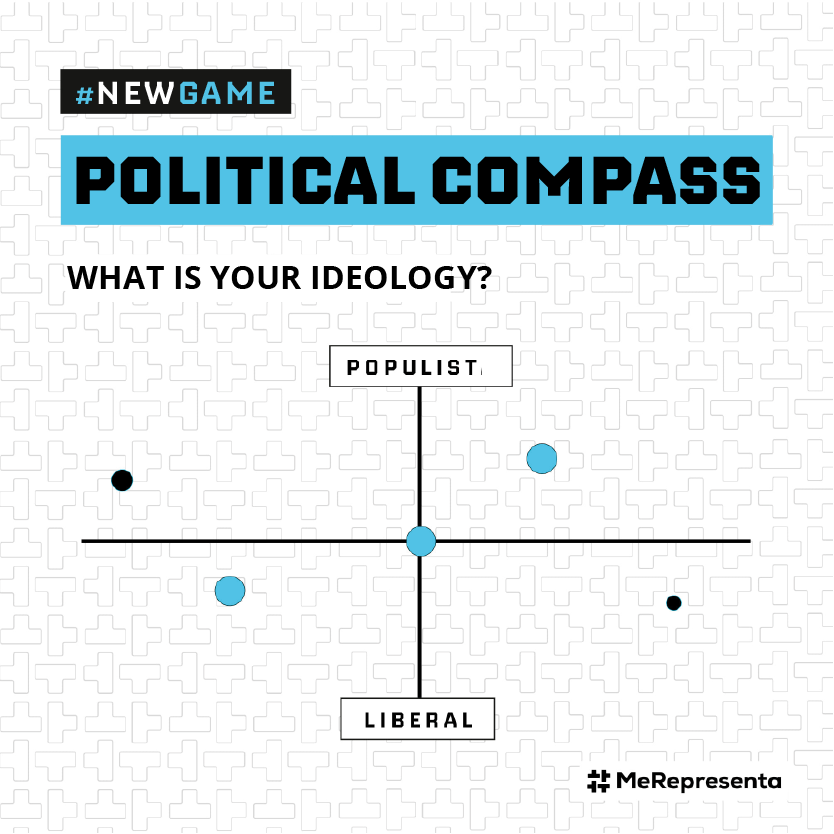 #NEWGAME
POLITICAL COMPASS
WHAT IS YOUR IDEOLOGY?
POPULIST
LIBERAL
MeRepresenta